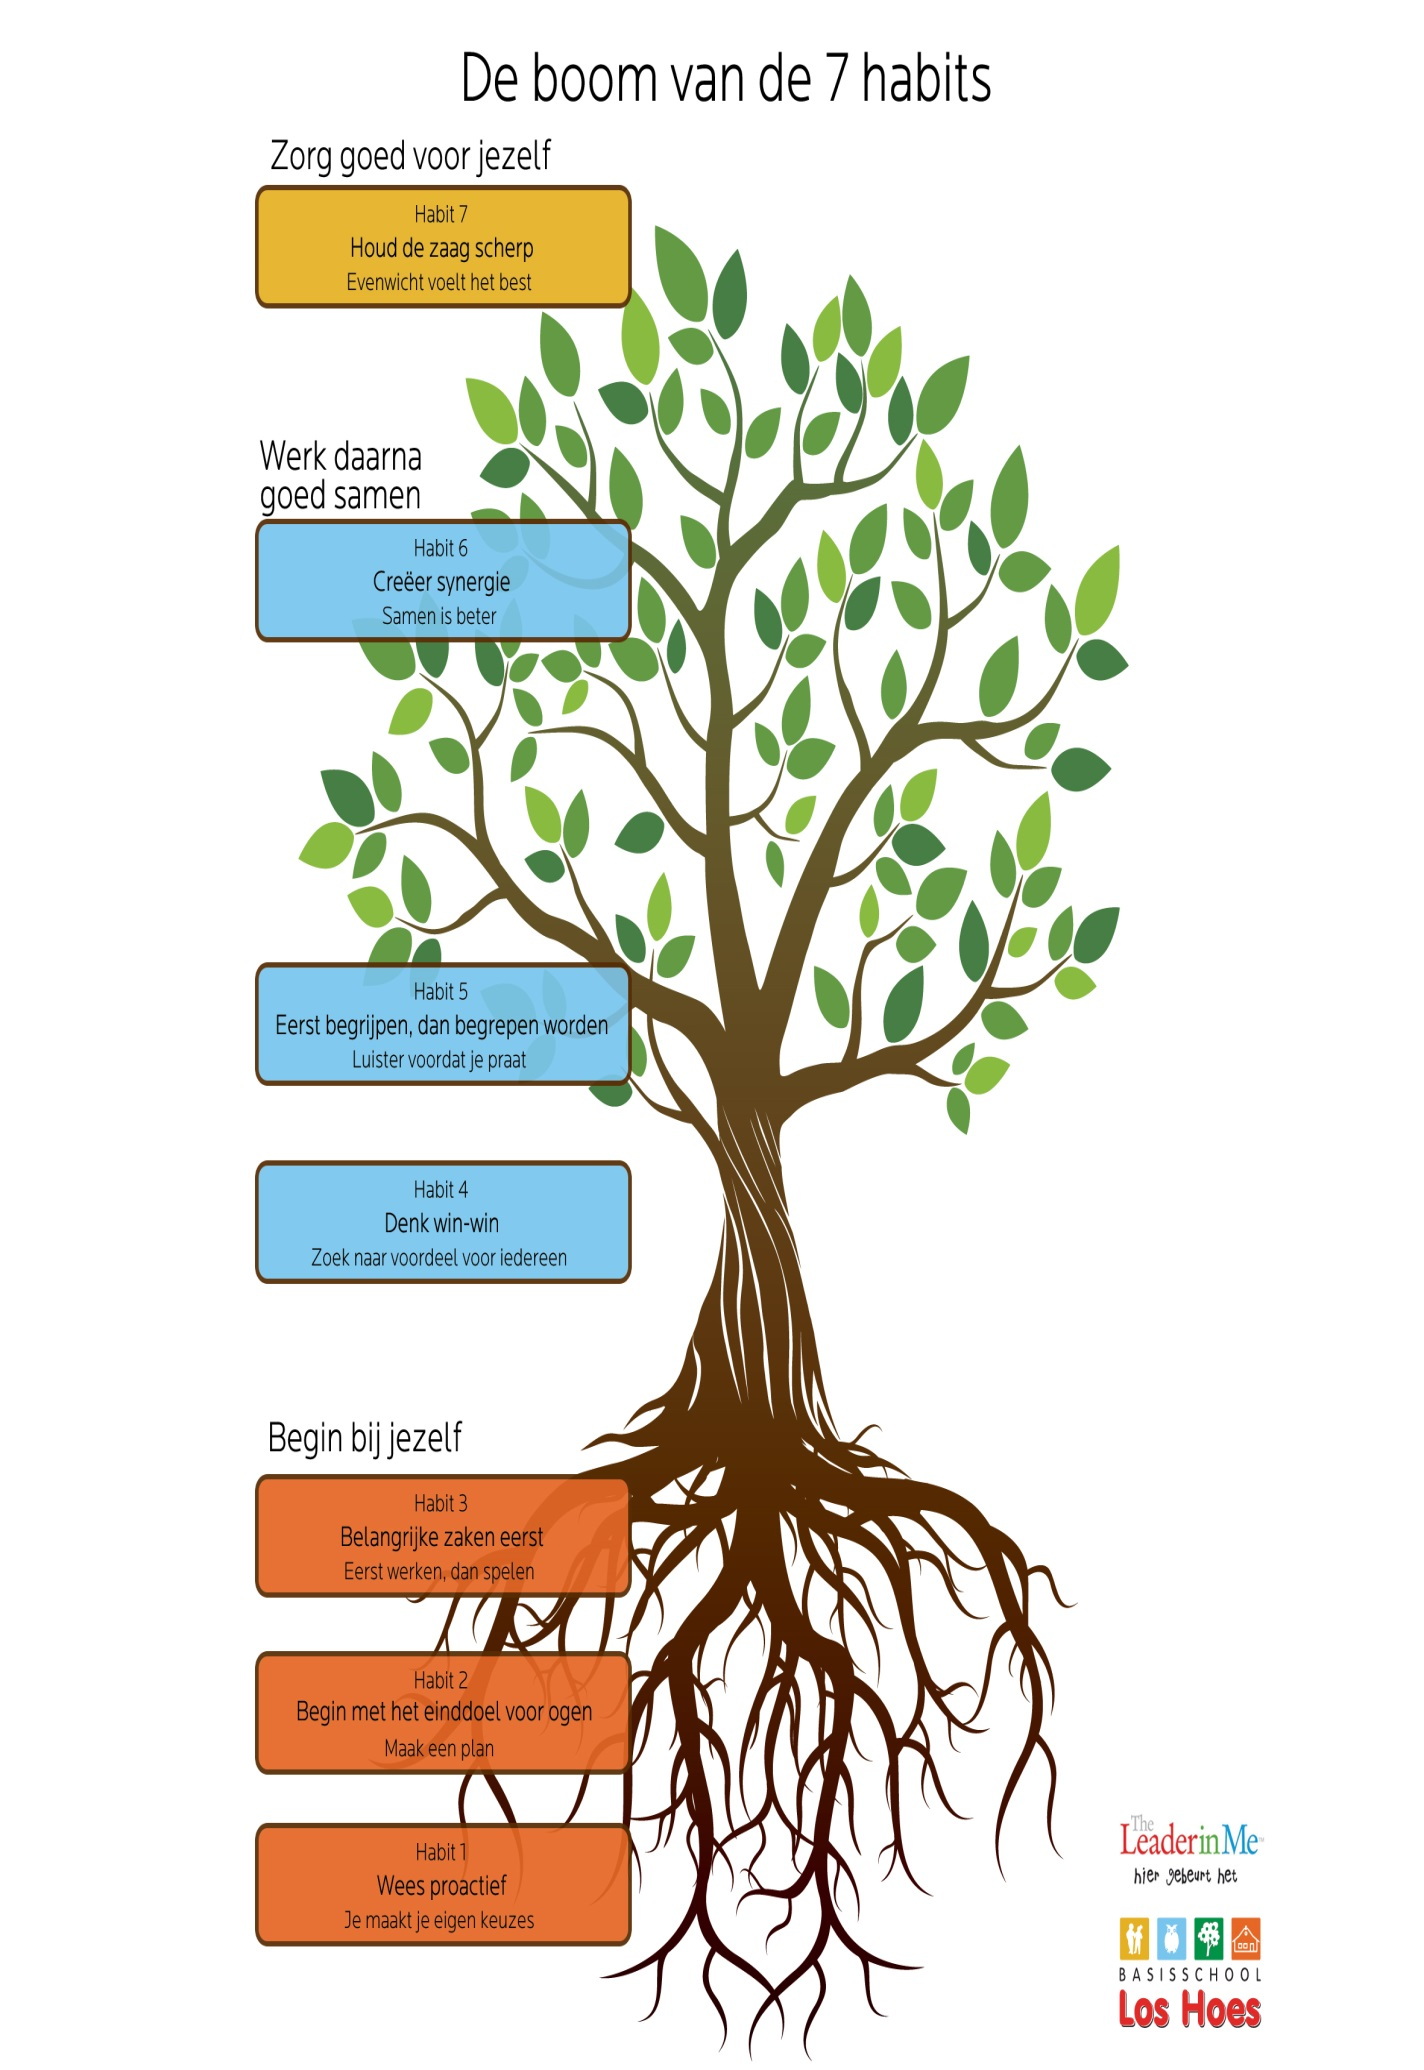 De boom van de 7 habits
Zorg goed voor jezelf
Habit 7
Houd de zaag scherp
Evenwicht voelt het best
Werk daarna
goed samen
Habit 6
Creëer synergie
Samen is beter
Habit 5
Eerst begrijpen, dan begrepen worden
Luister voordat je praat
Habit 4
Denk win-win
Zoek naar voordeel voor iedereen
Begin bij jezelf
Habit 3
Belangrijke zaken eerst
Eerst werken, dan spelen
Habit 2
Begin met het einddoel voor ogen
Maak een plan
Habit 1
Wees proactief
Je maakt je eigen keuzes
The
LeaderinMe
hier gebeurt het
BASISSCHOOL
Los Hoes